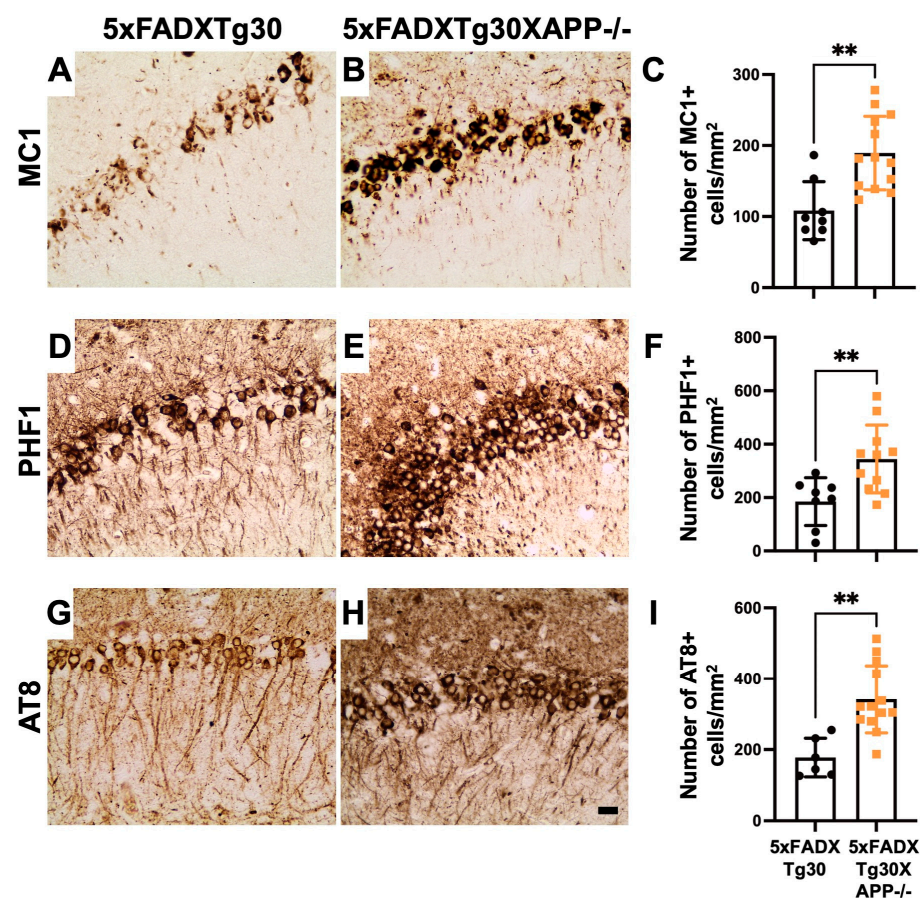 5xFADXTg30 5xFADXTg30XAPP-/-
A B C
MC1
Number of MC1+
cells/mm2
**
300
200
100
0
D E F
PHF1
Number of PHF1+
cells/mm2
**
800
600
400
200
0
G H I
AT8
Number of AT8+
cells/mm2
**
600
400
200
0
5xFADX 5xFADX
Tg30 Tg30X
APP-/-